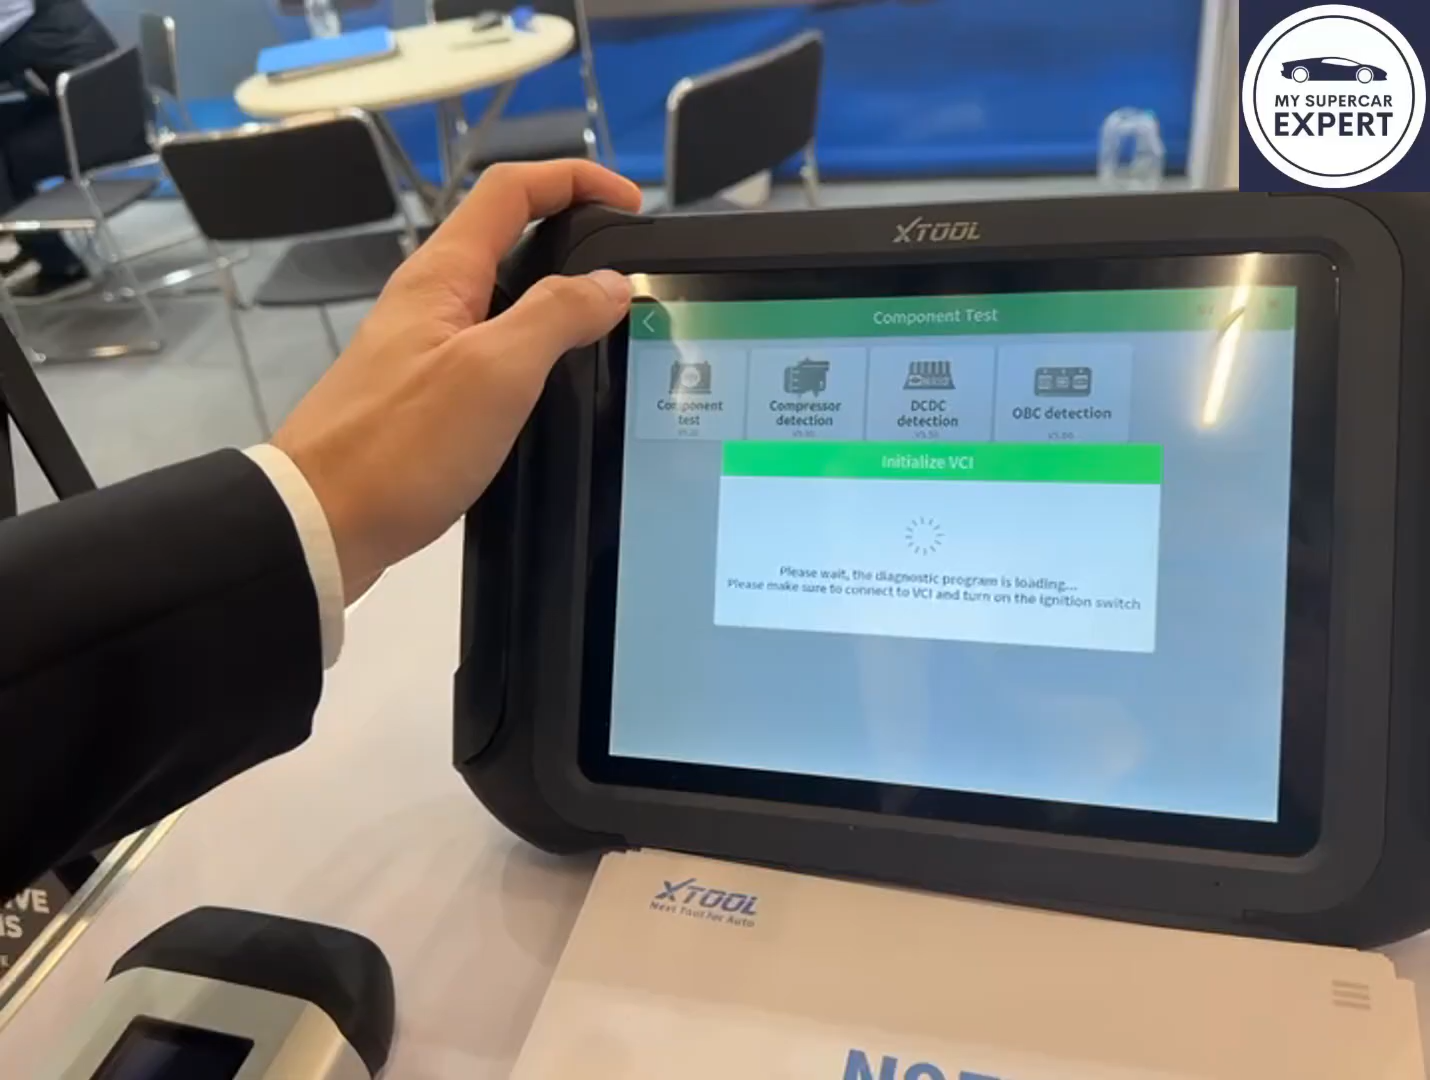 MY SUPERCAR
EXPERT
XTOOL
Component Test
Component
test
Compressor
detection
DCDC
detection
OBC detection
Initialize VCI
Please wait, the diagnostic program is loading...
Please make sure to connect to VCI and turn on the ignition switch
XTOOL
Next Tool For Auto